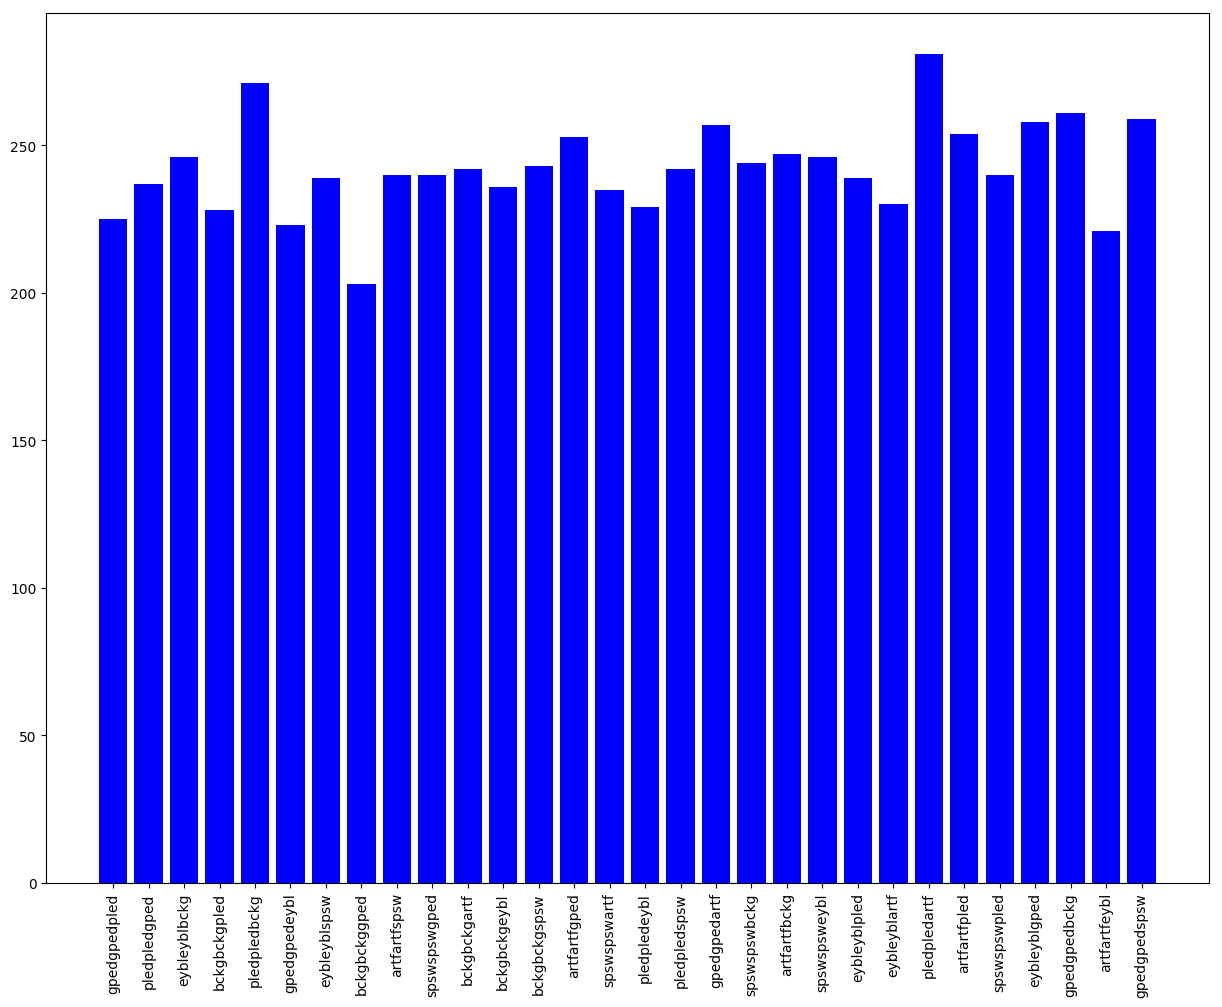 250
200
150
100
50
0
gpedgpedpled
pledpledgped
eybleyblbckg
bckgbckgpled
pledpledbckg
gpedgpedeybl
eybleyblspsw
bckgbckggped
artfartfspsw
spswspswgped
bckgbckgartf
bckgbckgeybl
bckgbckgspsw
artfartfgped
spswspswartf
pledpledeybl
pledpledspsw
gpedgpedartf
spswspswbckg
artfartfbckg
spswspsweybl
eybleyblpled
eybleyblartf
pledpledartf
artfartfpled
spswspswpled
eybleyblgped
gpedgpedbckg
artfartfeybl
gpedgpedspsw